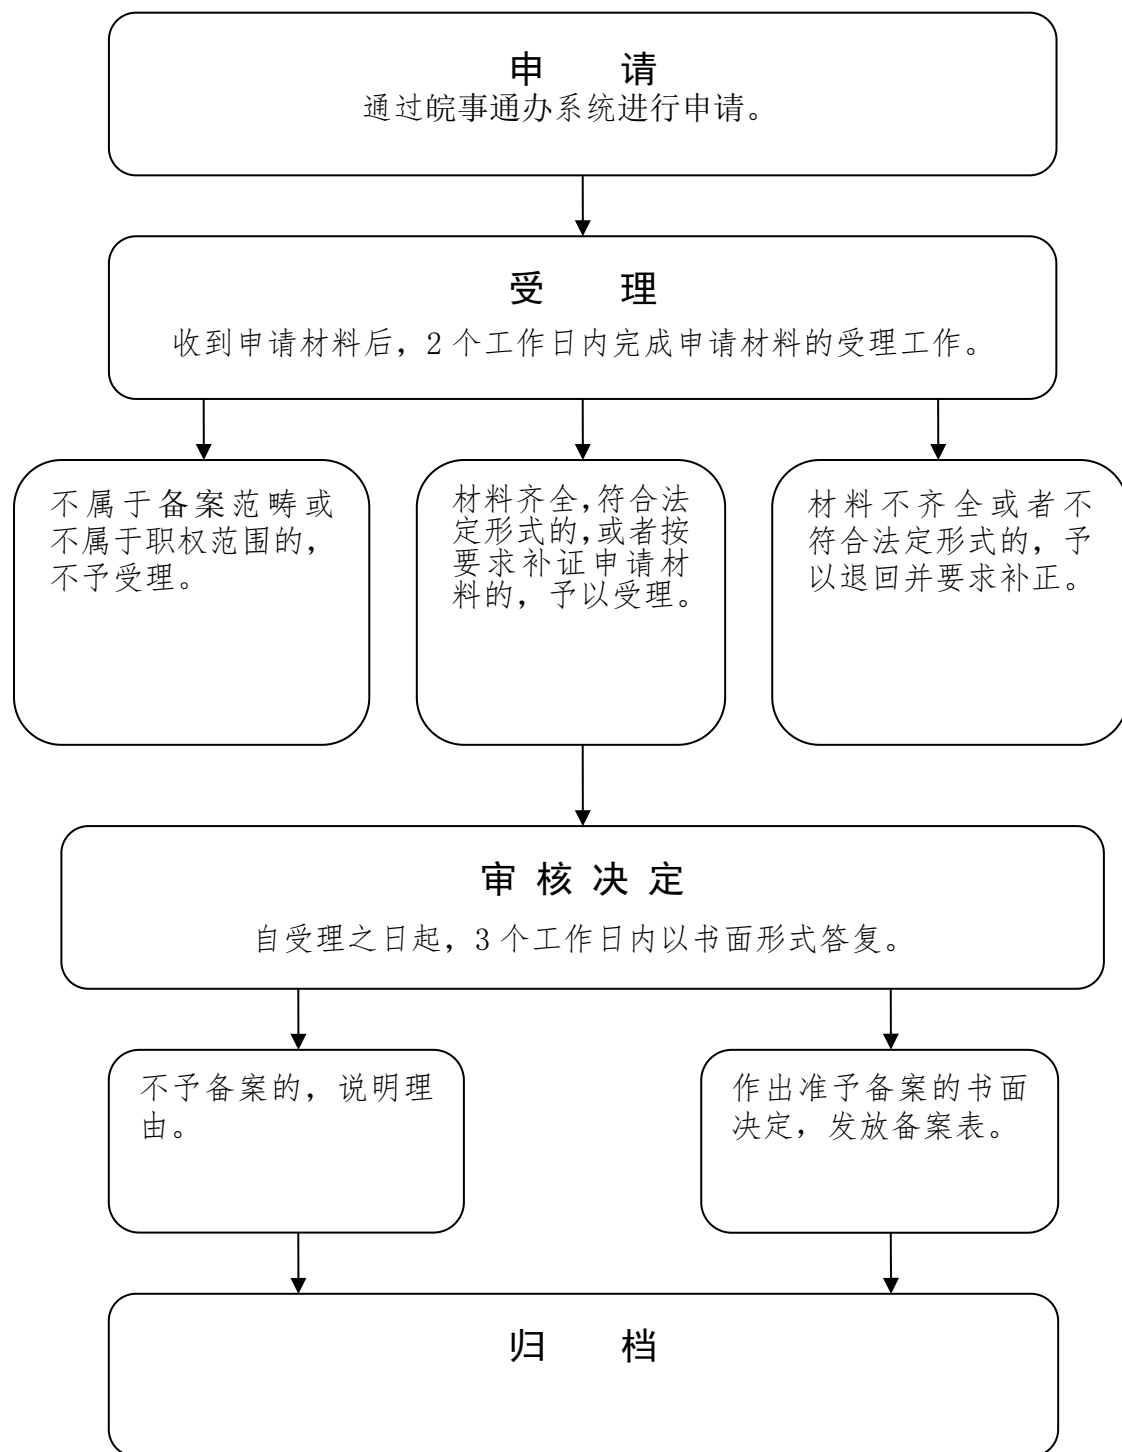 申 请
通过皖事通办系统进行申请。
受 理
收到申请材料后，2 个工作日内完成申请材料的受理工作。
不属于备案范畴或
不属于职权范围的，
不予受理。
材料齐全，符合法
定形式的，或者按
要求补证申请材
料的，予以受理。
材料不齐全或者不
符合法定形式的，予
以退回并要求补正。
审 核 决 定
自受理之日起，3 个工作日内以书面形式答复。
不予备案的，说明理
由。
作出准予备案的书面
决定，发放备案表。
归 档